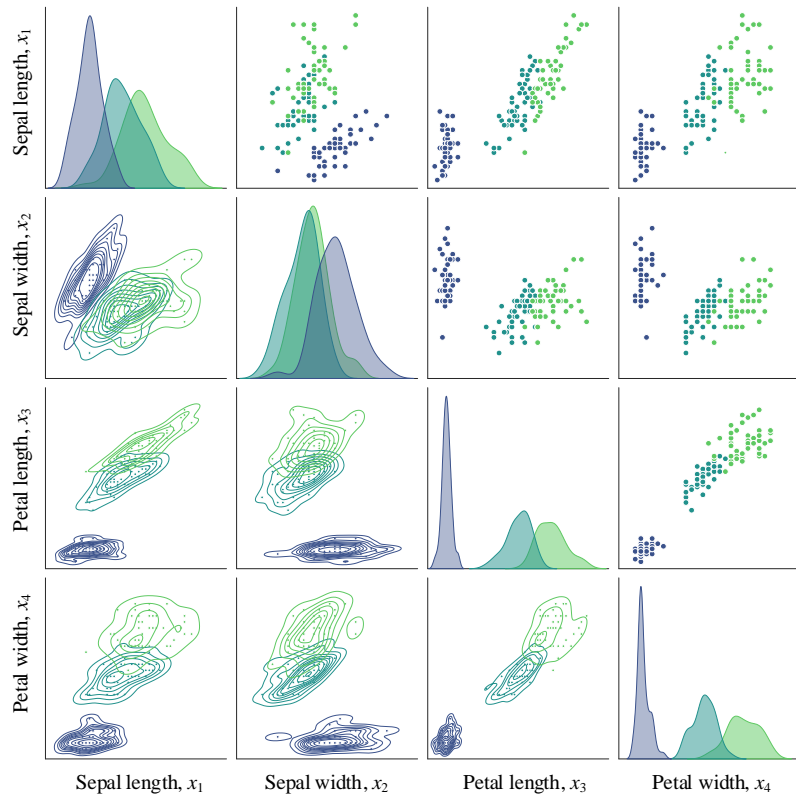 Sepal length, x1
Sepal width, x2
Petal length, x3
Petal width, x4
Sepal length, x1
Sepal width, x2
Petal length, x3
Petal width, x4